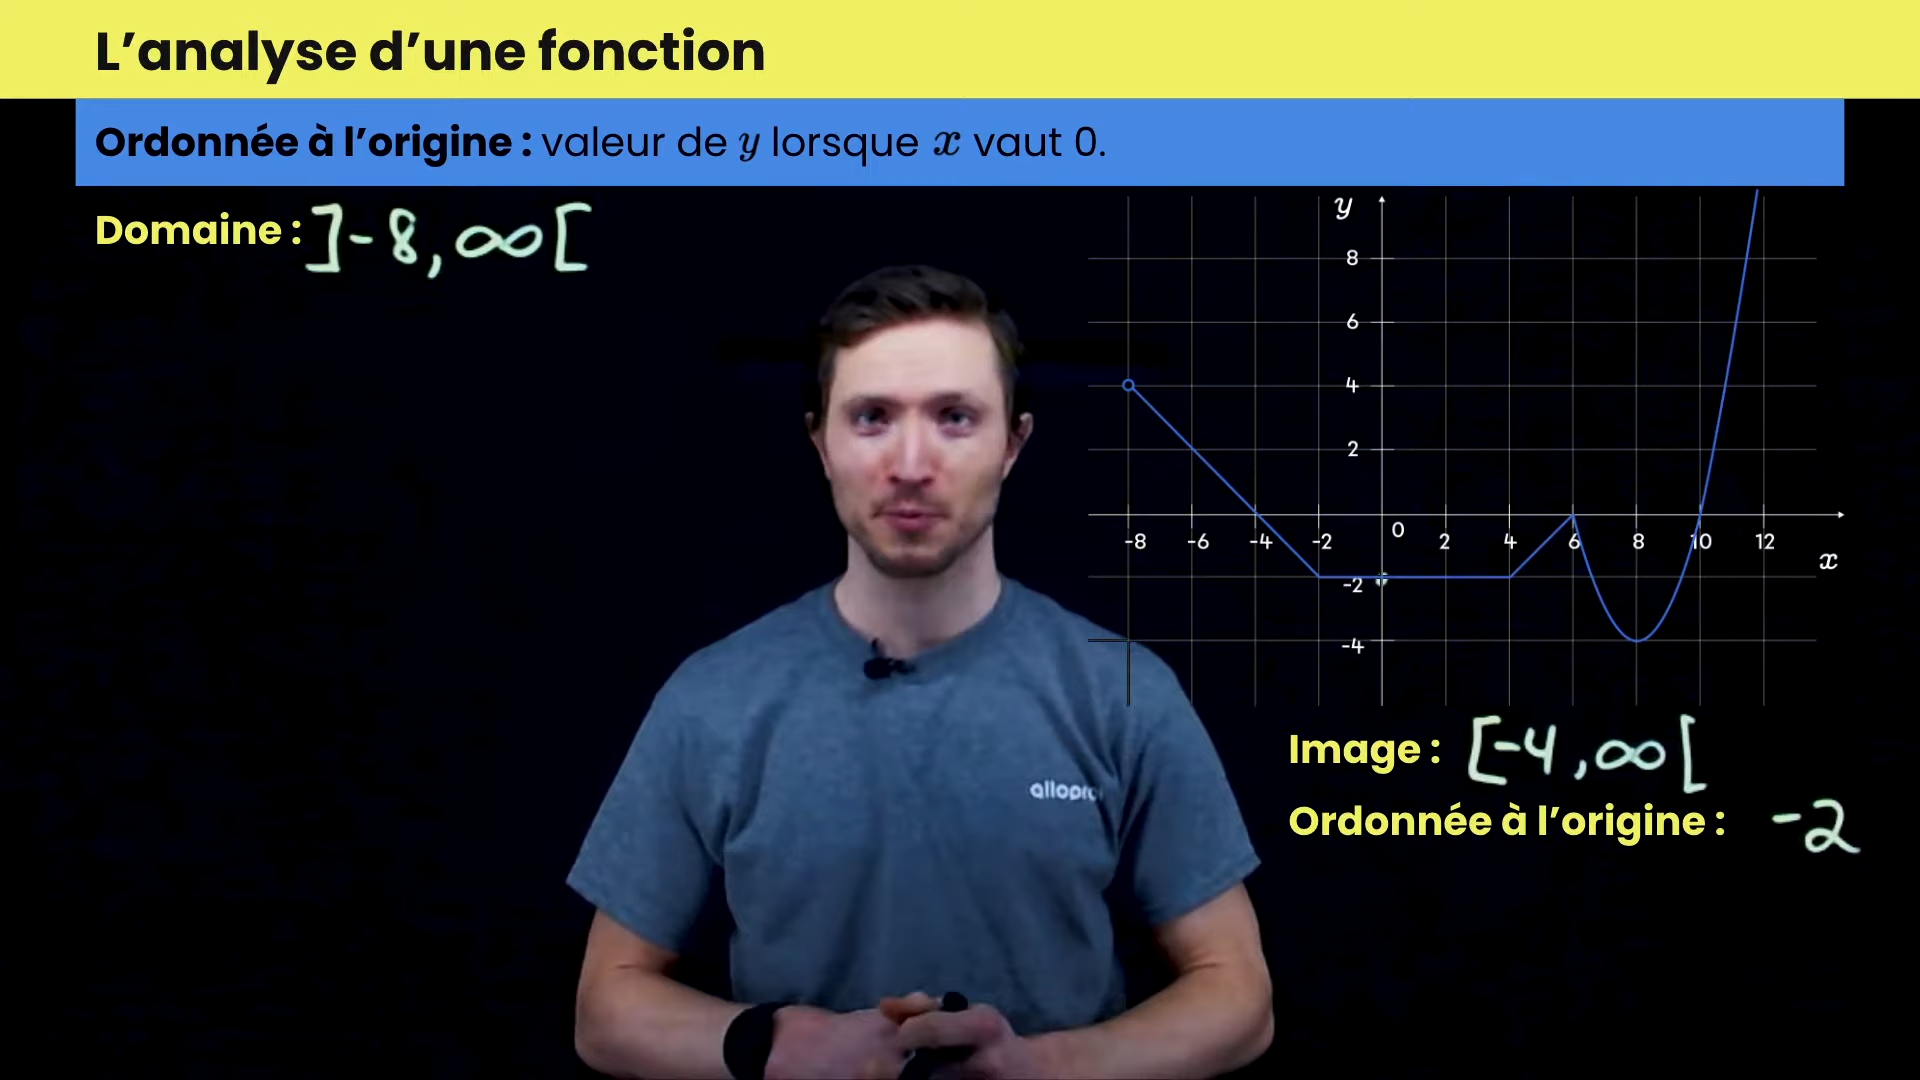 L'analyse d'une fonction
Ordonnée à l'origine : valeur de y lorsque x vaut 0.
Domaine : ]-8, ∞[
y
8
6
4
2
0
-8 -6 -4 -2 2 4 6 8 10 12
x
-2
-4
Image : [-4, ∞[
allopro
Ordonnée à l'origine : -2